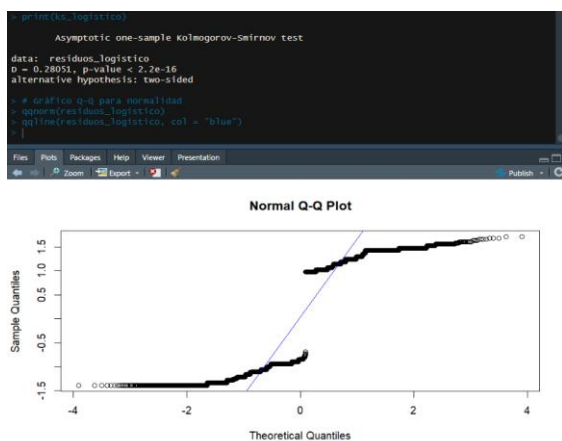 > print(ks_logistico)
Asymptotic one-sample Kolmogorov-Smirnov test
data: residuos_logistico
D = 0.28051, p-value < 2.2e-16
alternative hypothesis: two-sided
> # Gráfico Q-Q para normalidad
> qqnorm(residuos_logistico)
> qqline(residuos_logistico, col = "blue")
>
Files Plots Packages Help Viewer Presentation
Zoom Export Publish
Normal Q-Q Plot
Sample Quantiles
1.5
1.0
0.5
-0.5
-1.5
-4 -2 0 2 4
Theoretical Quantiles